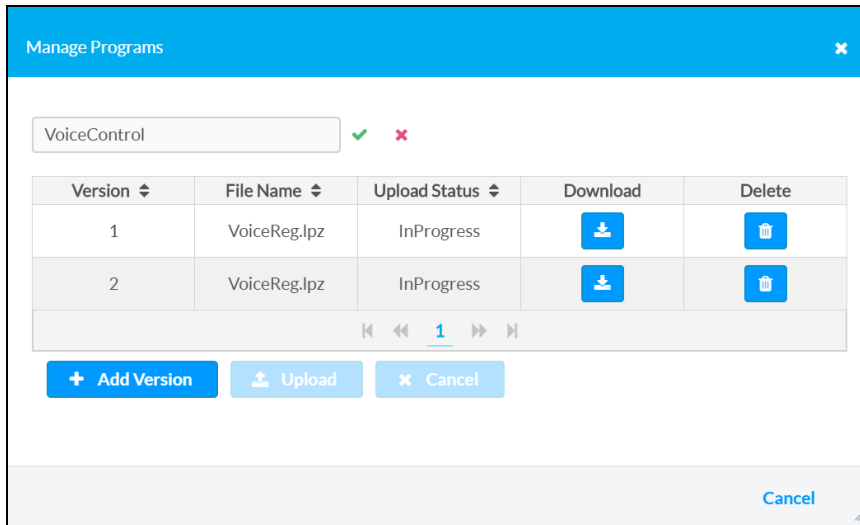 Manage Programs
VoiceControl
Version File Name Upload Status Download Delete
1 VoiceReg.lpz InProgress
2 VoiceReg.lpz InProgress
1
Add Version Upload Cancel
Cancel